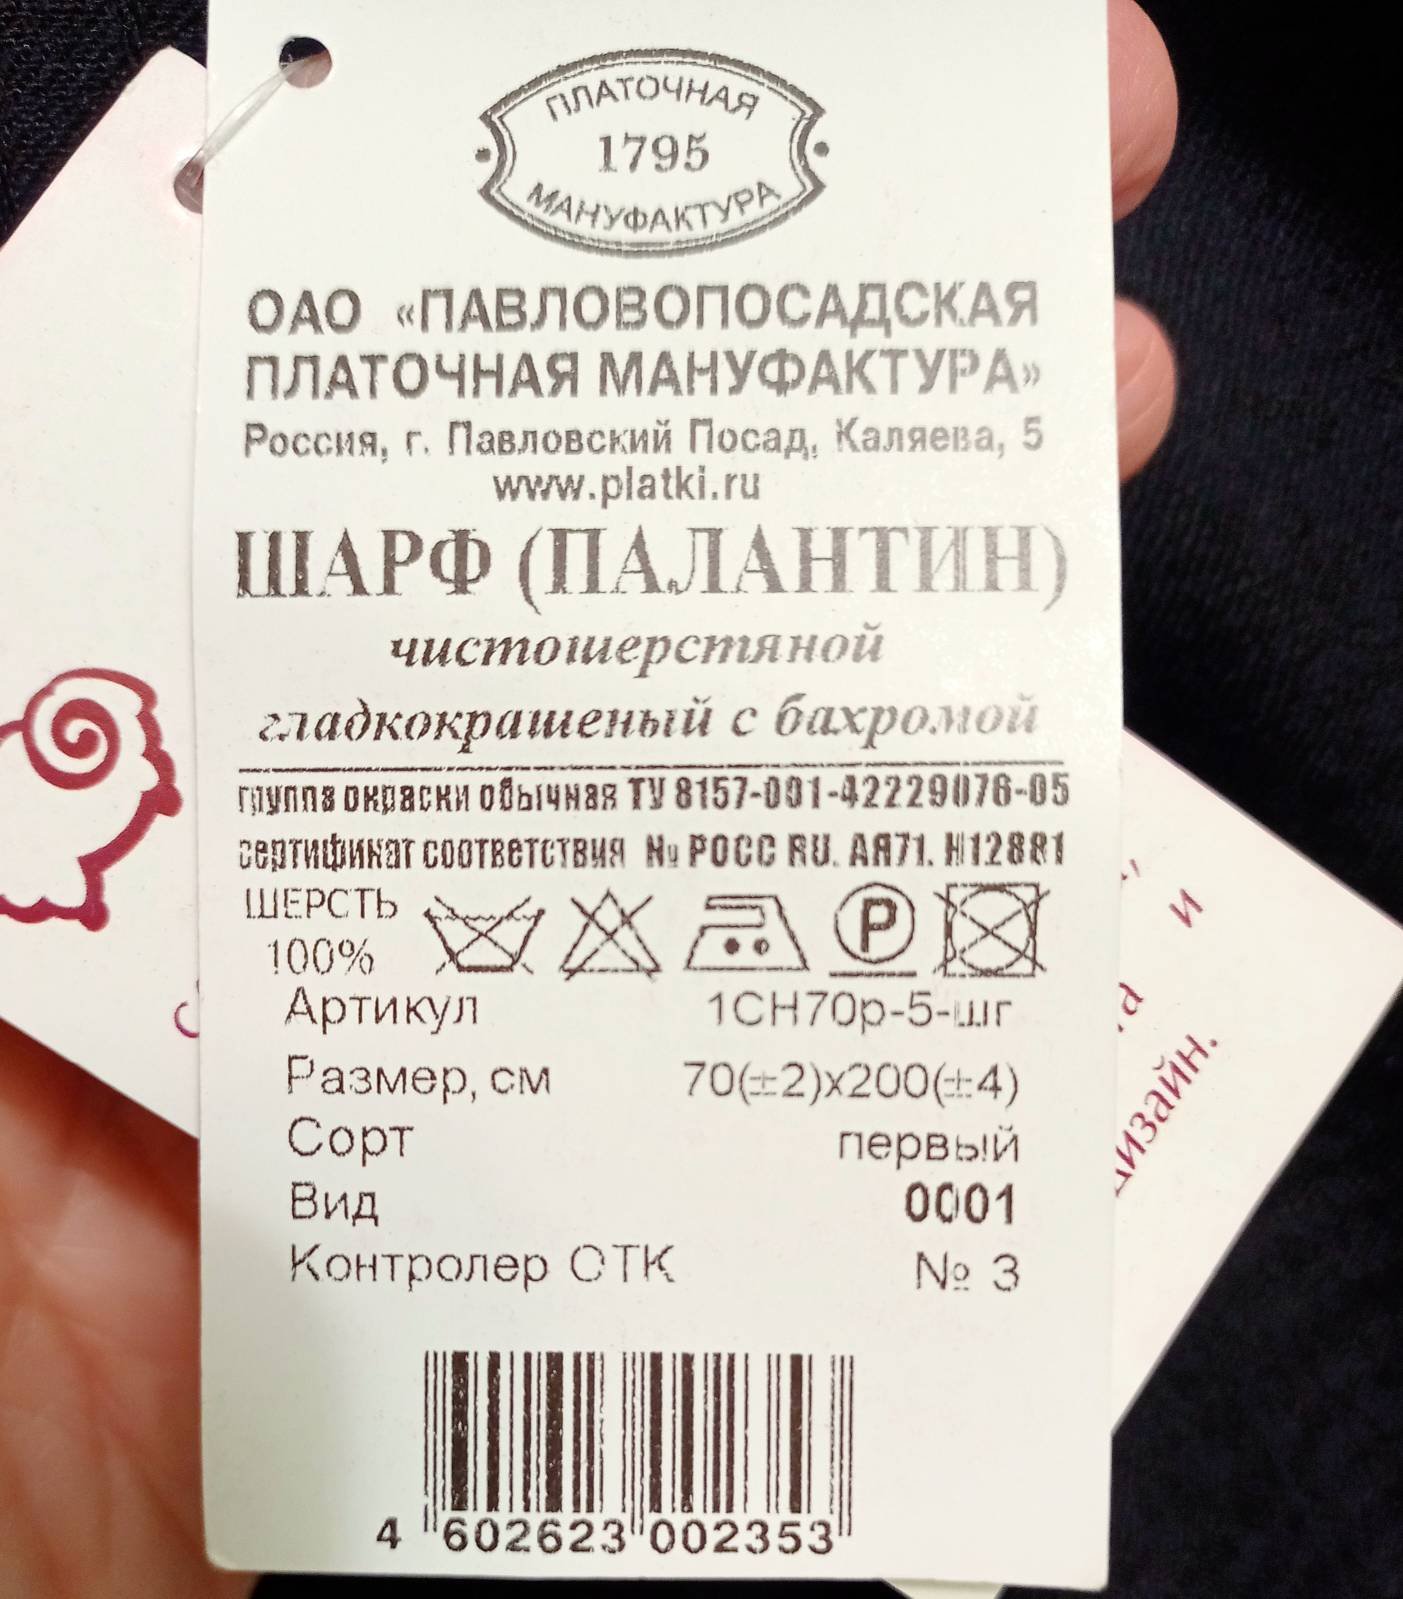 ПЛАТОЧНАЯ
1795
МАНУФАКТУРА
ОАО «ПАВЛОВОПОСАДСКАЯ
ПЛАТОЧНАЯ МАНУФАКТУРА»
Россия, г. Павловский Посад, Каляева, 5
www.platki.ru
ШАРФ (ПАЛАНТИН)
чистошерстяной
гладкокрашеный с бахромой
группа окраски обычная ТУ 8157-001-42229076-05
сертификат соответствия № РОСС RU. АЯ71. Н12881
ШЕРСТЬ
100%
P
Артикул 1СН70р-5-шг
Размер, см 70(±2)x200(±4)
Сорт первый
Вид 0001
Контролер ОТК № 3
4 602623 002353
и
дизайн.